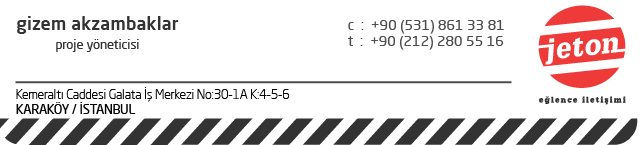 gizem akzambaklar
proje yöneticisi
c : +90 (531) 861 33 81
t : +90 (212) 280 55 16
jeton
eğlence iletişimi
Kemeraltı Caddesi Galata İş Merkezi No:30-1A K:4-5-6
KARAKÖY / İSTANBUL